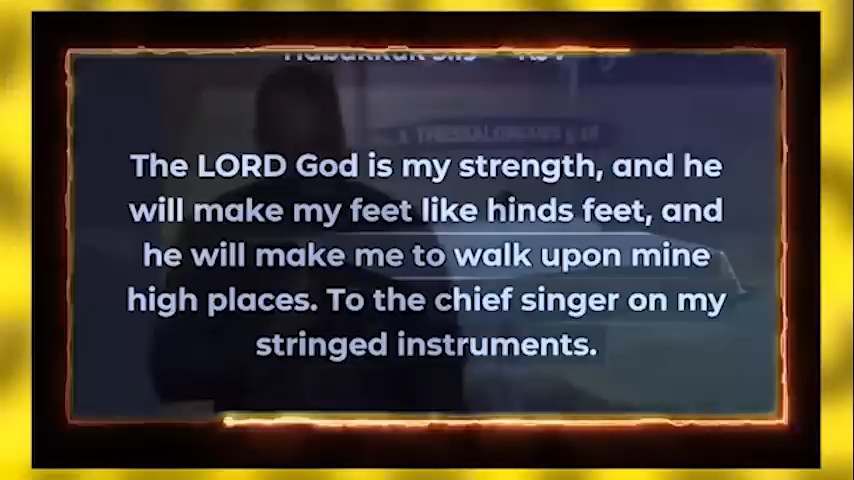 The LORD God is my strength, and he
will make my feet like hinds feet, and
he will make me to walk upon mine
high places. To the chief singer on my
stringed instruments.